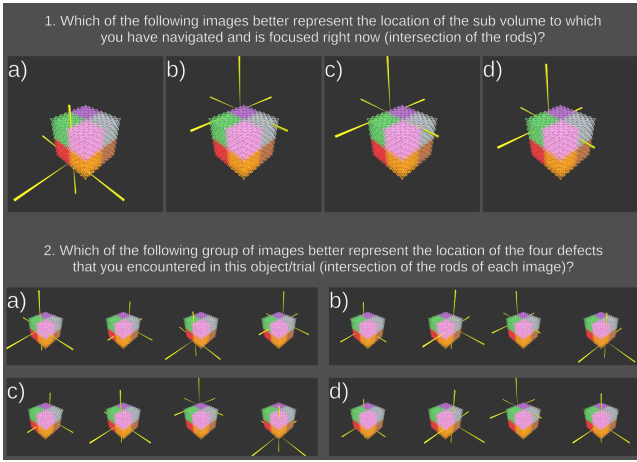 1. Which of the following images better represent the location of the sub volume to which
you have navigated and is focused right now (intersection of the rods)?
a) b) c) d)
2. Which of the following group of images better represent the location of the four defects
that you encountered in this object/trial (intersection of the rods of each image)?
a) b)
c) d)